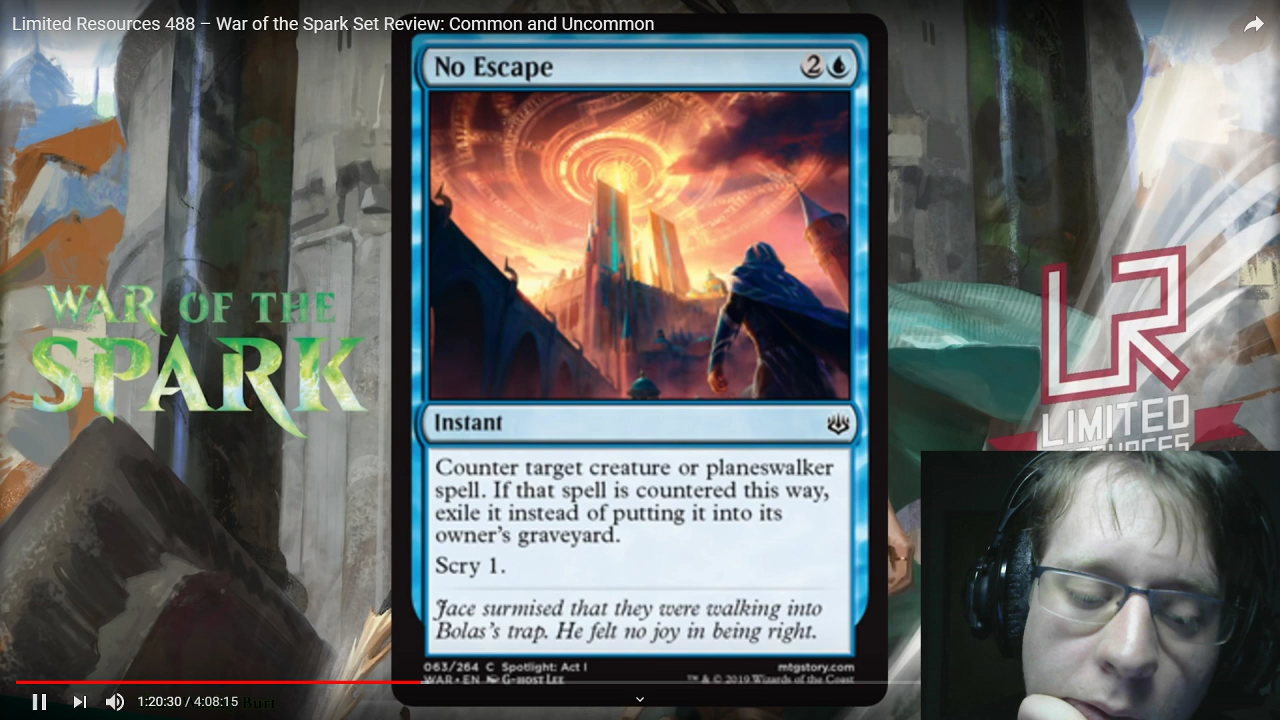 Limited Resources 488 – War of the Spark Set Review: Common and Uncommon
No Escape
2
WAR OF THE
SPARK
LR
LIMITED
RESOURCES
Instant
Counter target creature or planeswalker
spell. If that spell is countered this way,
exile it instead of putting it into its
owner's graveyard.
Scry 1.
Jace surmised that they were walking into
Bolas's trap. He felt no joy in being right.
063/264 C Spotlight: Act I
mtgstory.com
WAR • EN G-host Lee
™ & © 2019 Wizards of the Coast
1:20:30 / 4:08:15